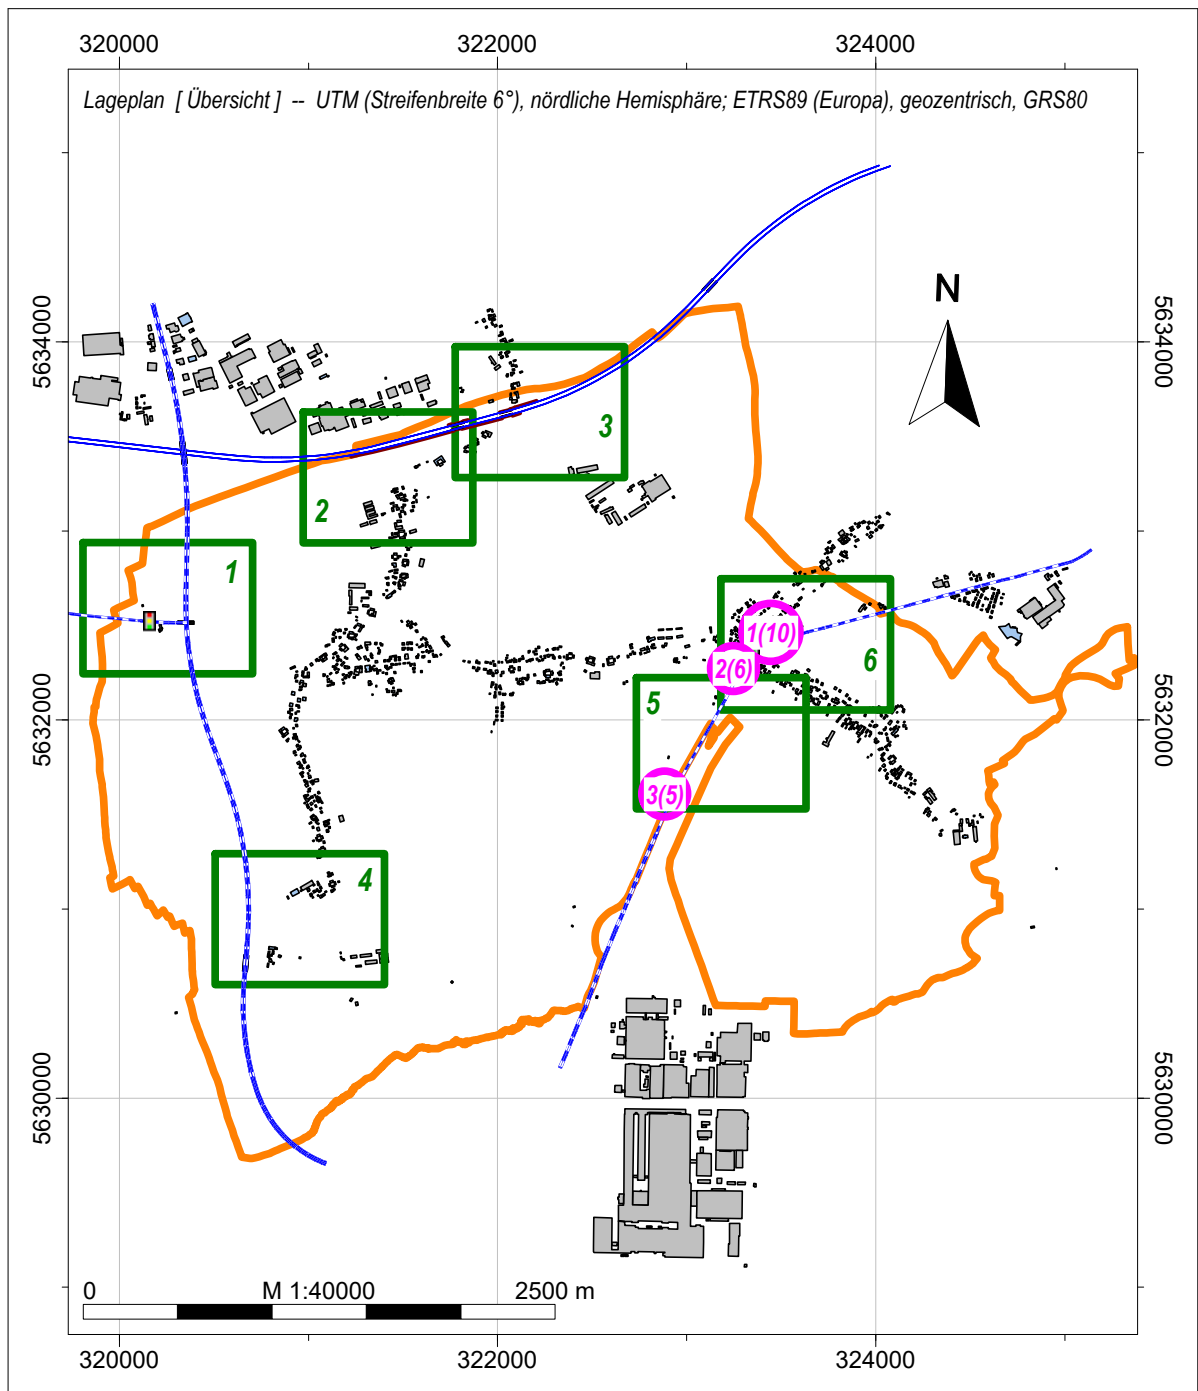 320000 322000 324000
Lageplan [ Übersicht ] -- UTM (Streifenbreite 6°), nördliche Hemisphäre; ETRS89 (Europa), geozentrisch, GRS80
N
5634000 5634000
3
2
1
1(10)
2(6)
6
5
5632000 5632000
3(5)
4
5630000 5630000
0 M 1:40000 2500 m
320000 322000 324000